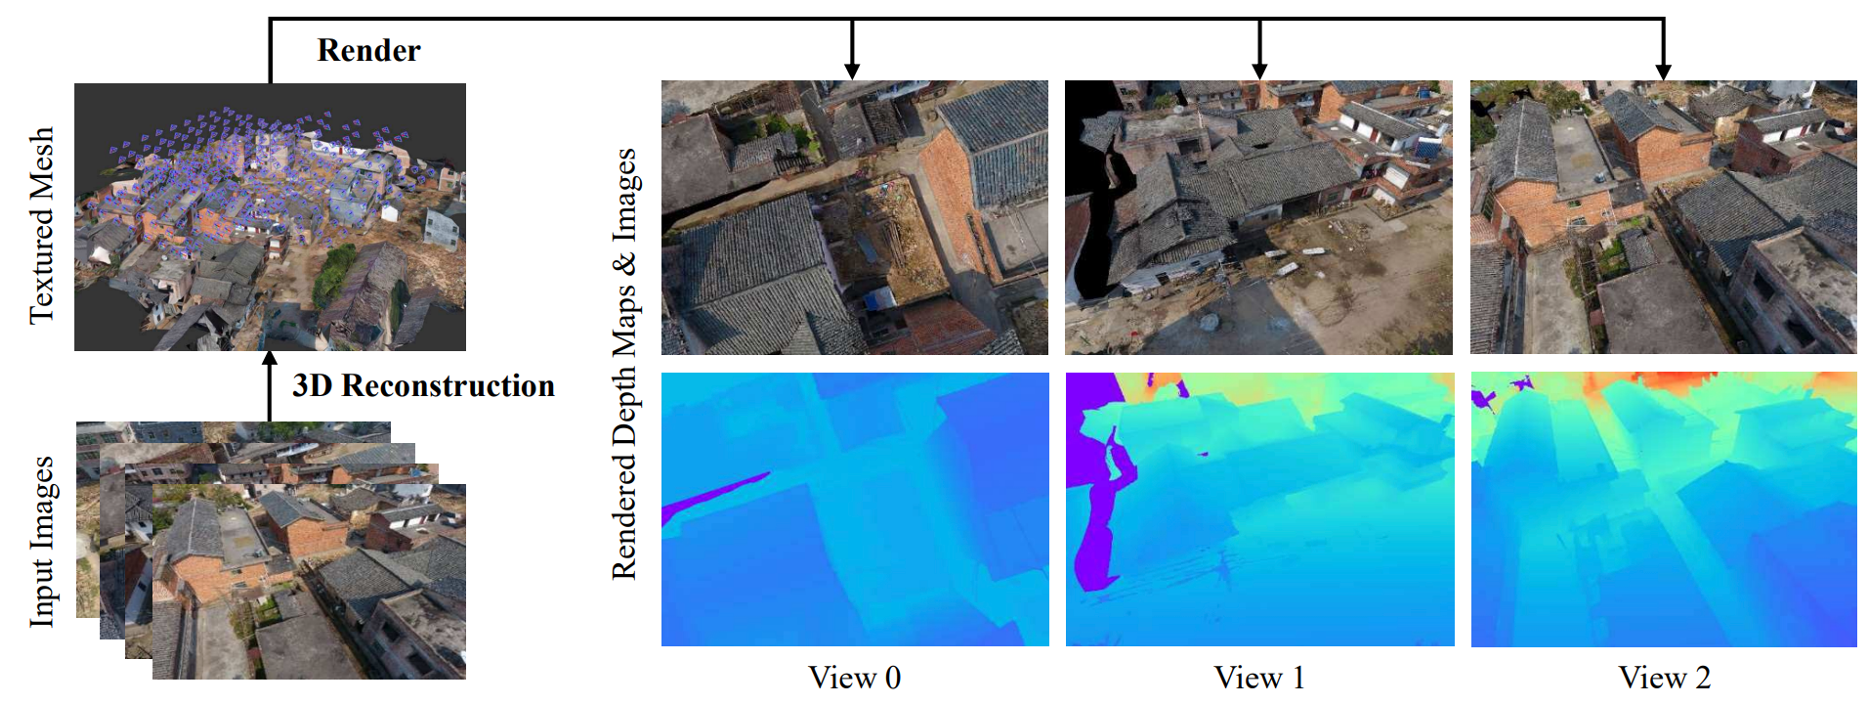 Render
Textured Mesh
3D Reconstruction
Input Images
Rendered Depth Maps & Images
View 0
View 1
View 2